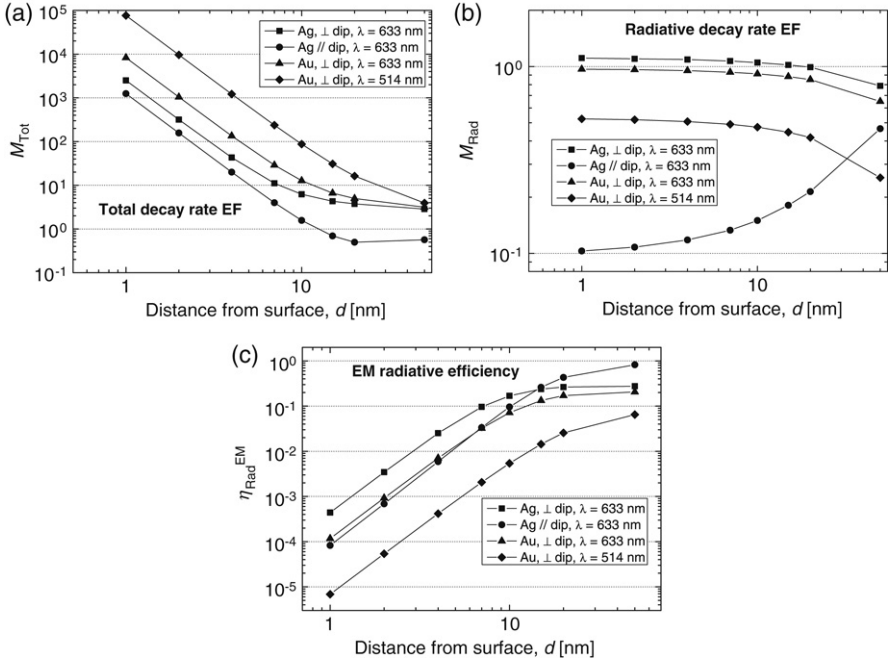 (a)
10^5
10^4
10^3
10^2
10^1
10^0
10^-1
M_Tot
Ag, ⊥ dip, λ = 633 nm
Ag // dip, λ = 633 nm
Au, ⊥ dip, λ = 633 nm
Au, ⊥ dip, λ = 514 nm
Total decay rate EF
1
10
Distance from surface, d [nm]
(b)
Radiative decay rate EF
10^0
10^-1
M_Rad
Ag, ⊥ dip, λ = 633 nm
Ag // dip, λ = 633 nm
Au, ⊥ dip, λ = 633 nm
Au, ⊥ dip, λ = 514 nm
1
10
Distance from surface, d [nm]
(c)
EM radiative efficiency
10^0
10^-1
10^-2
10^-3
10^-4
10^-5
η_Rad^EM
Ag, ⊥ dip, λ = 633 nm
Ag // dip, λ = 633 nm
Au, ⊥ dip, λ = 633 nm
Au, ⊥ dip, λ = 514 nm
1
10
Distance from surface, d [nm]